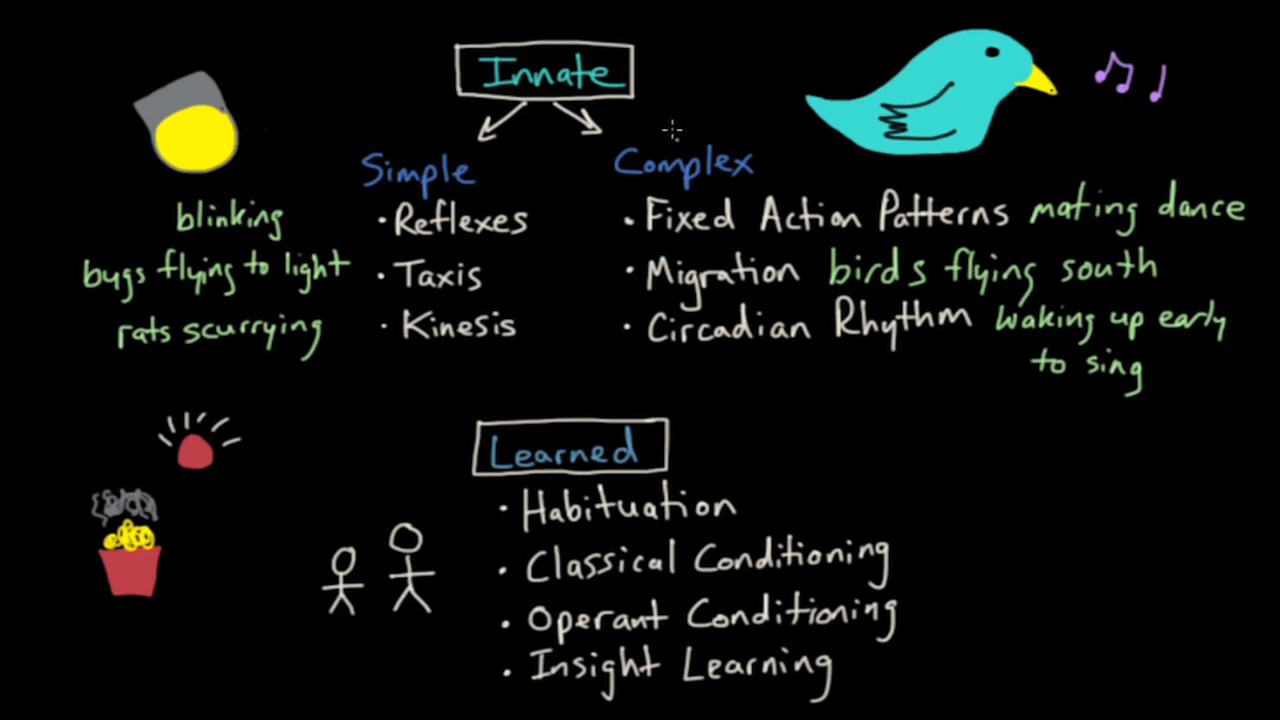 Innate
Simple
Complex
blinking
• Reflexes
• Fixed Action Patterns mating dance
bugs flying to light
• Taxis
• Migration birds flying south
rats scurrying
• Kinesis
• Circadian Rhythm waking up early
to sing
Learned
• Habituation
• Classical Conditioning
• Operant Conditioning
• Insight Learning